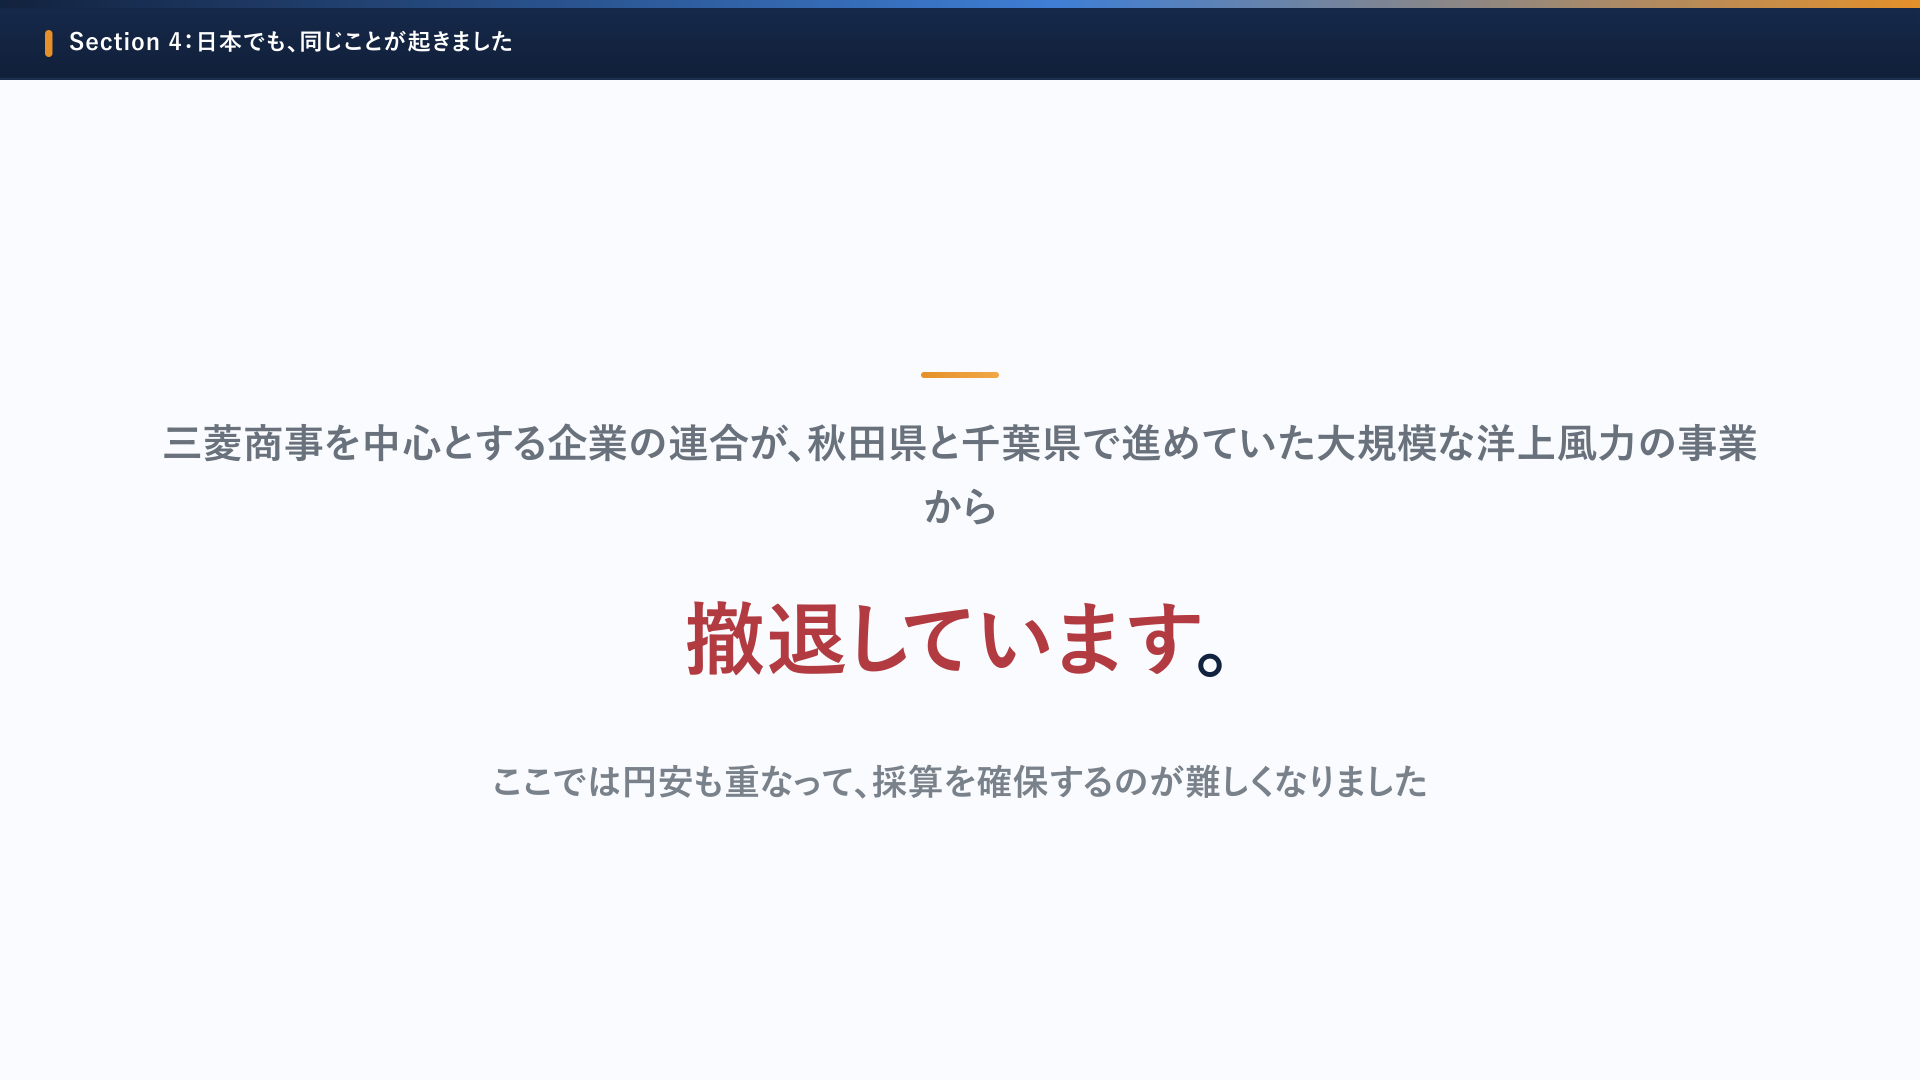 Section 4：日本でも、同じことが起きました
三菱商事を中心とする企業の連合が、秋田県と千葉県で進めていた大規模な洋上風力の事業
から
撤退しています。
ここでは円安も重なって、採算を確保するのが難しくなりました